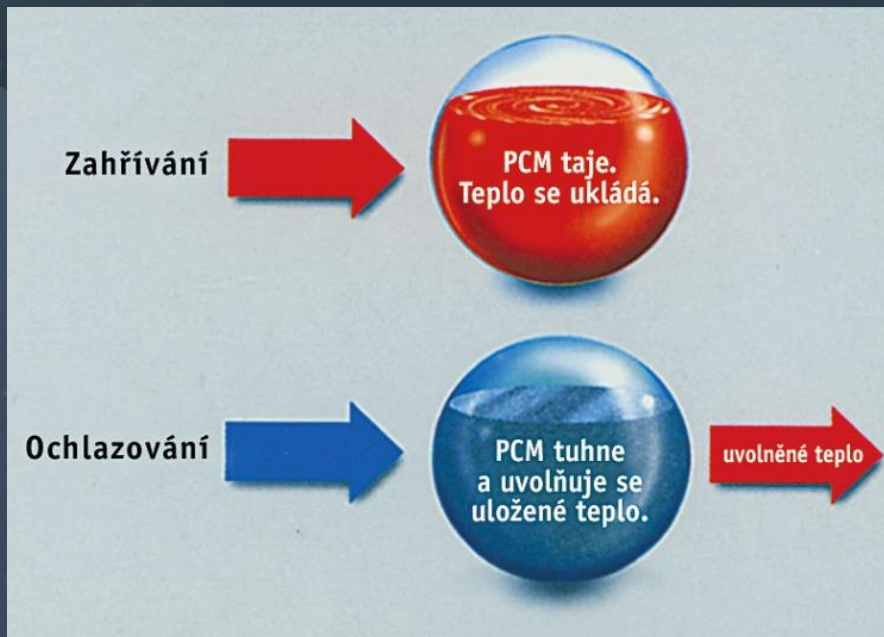 Zahřívání
PCM taje.
Teplo se ukládá.
Ochlazování
PCM tuhne
a uvolňuje se
uložené teplo.
uvolněné teplo